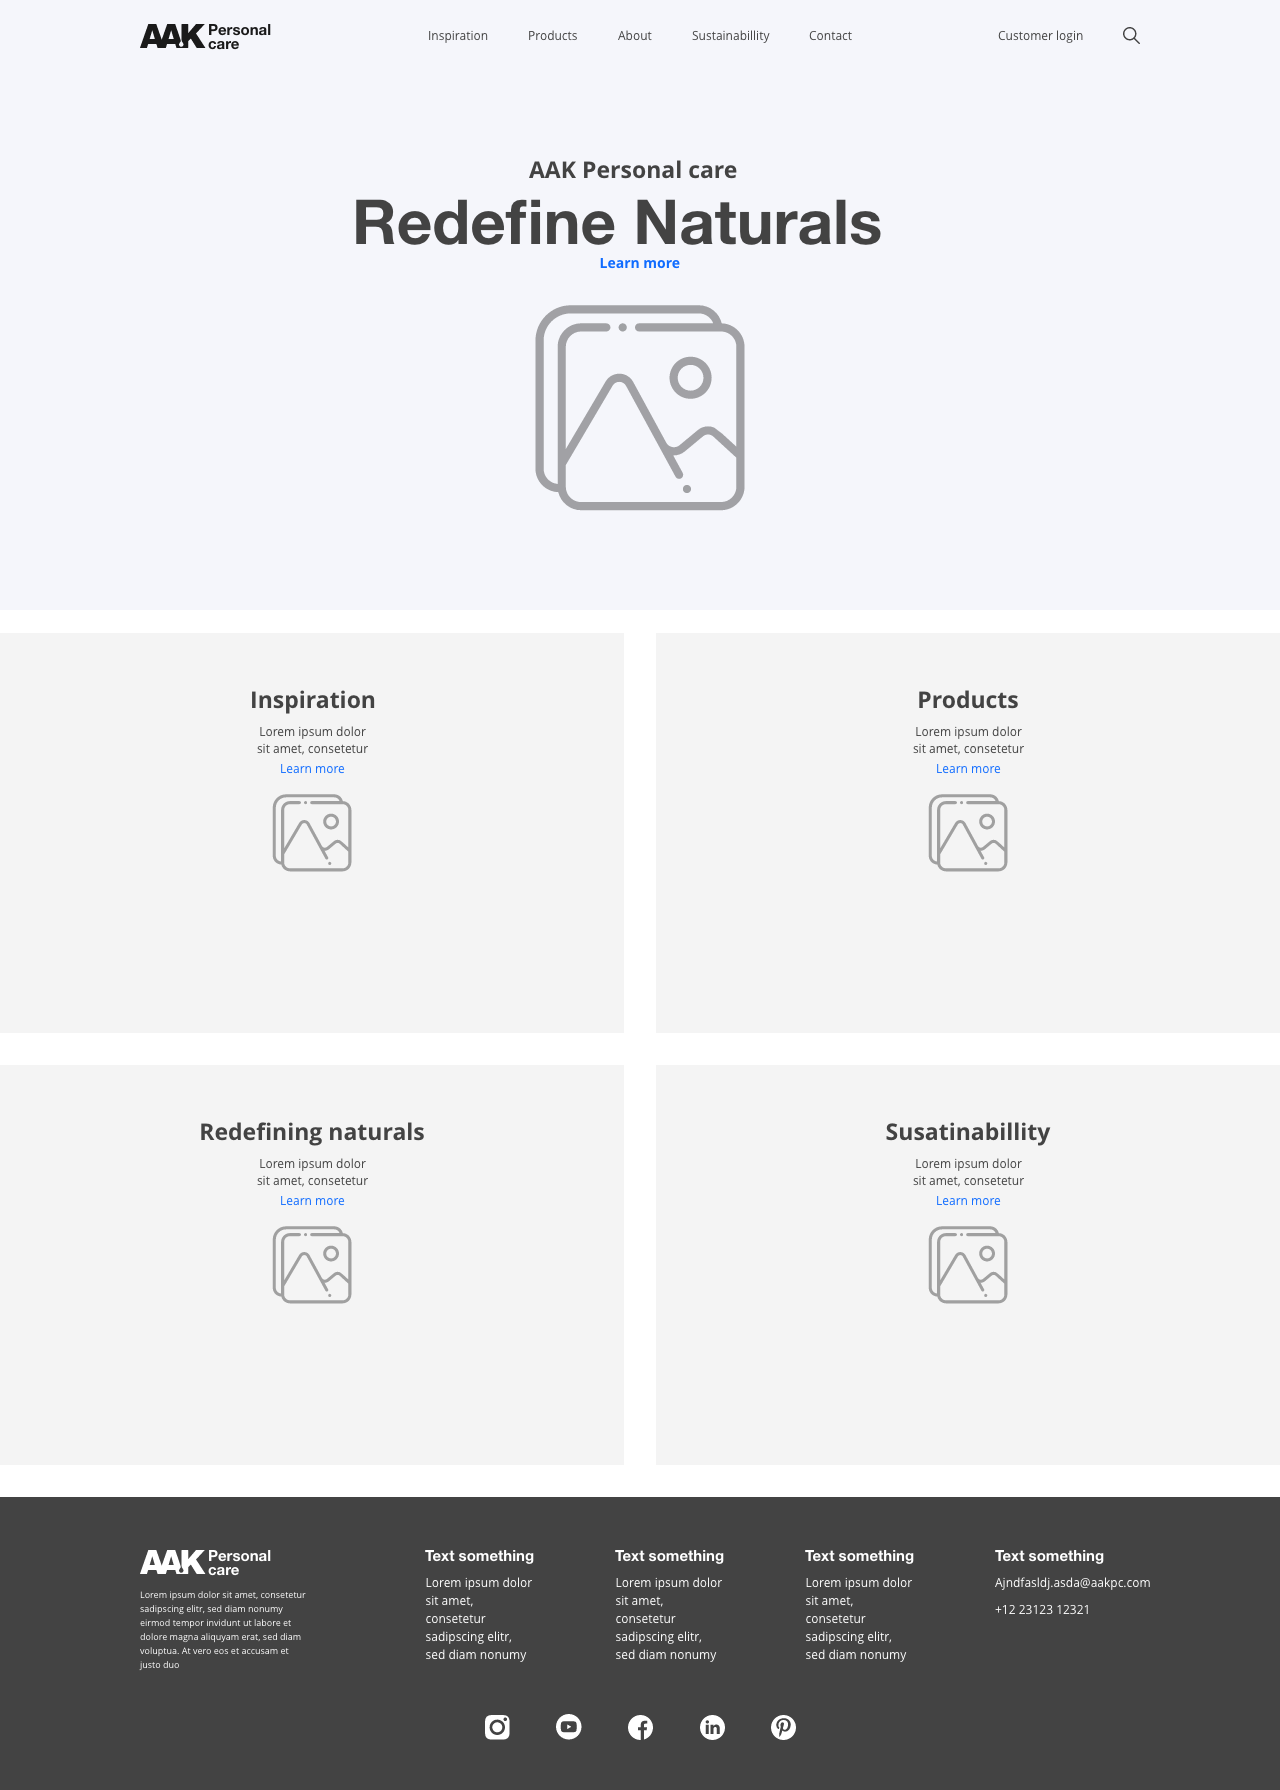 AAK Personal
care
Inspiration Products About Sustainabillity Contact Customer login
AAK Personal care
Redefine Naturals
Learn more
Inspiration
Lorem ipsum dolor
sit amet, consetetur
Learn more
Products
Lorem ipsum dolor
sit amet, consetetur
Learn more
Redefining naturals
Lorem ipsum dolor
sit amet, consetetur
Learn more
Susatinabillity
Lorem ipsum dolor
sit amet, consetetur
Learn more
AAK Personal
care
Lorem ipsum dolor sit amet, consetetur
sadipscing elitr, sed diam nonumy
eirmod tempor invidunt ut labore et
dolore magna aliquyam erat, sed diam
voluptua. At vero eos et accusam et
justo duo
Text something
Lorem ipsum dolor
sit amet,
consetetur
sadipscing elitr,
sed diam nonumy
Text something
Lorem ipsum dolor
sit amet,
consetetur
sadipscing elitr,
sed diam nonumy
Text something
Lorem ipsum dolor
sit amet,
consetetur
sadipscing elitr,
sed diam nonumy
Text something
Ajndfasldj.asda@aakpc.com
+12 23123 12321